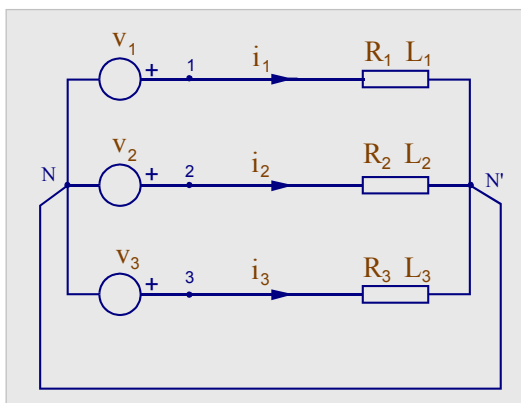 v₁ + 1 i₁ R₁ L₁
N v₂ + 2 i₂ R₂ L₂ N'
v₃ + 3 i₃ R₃ L₃